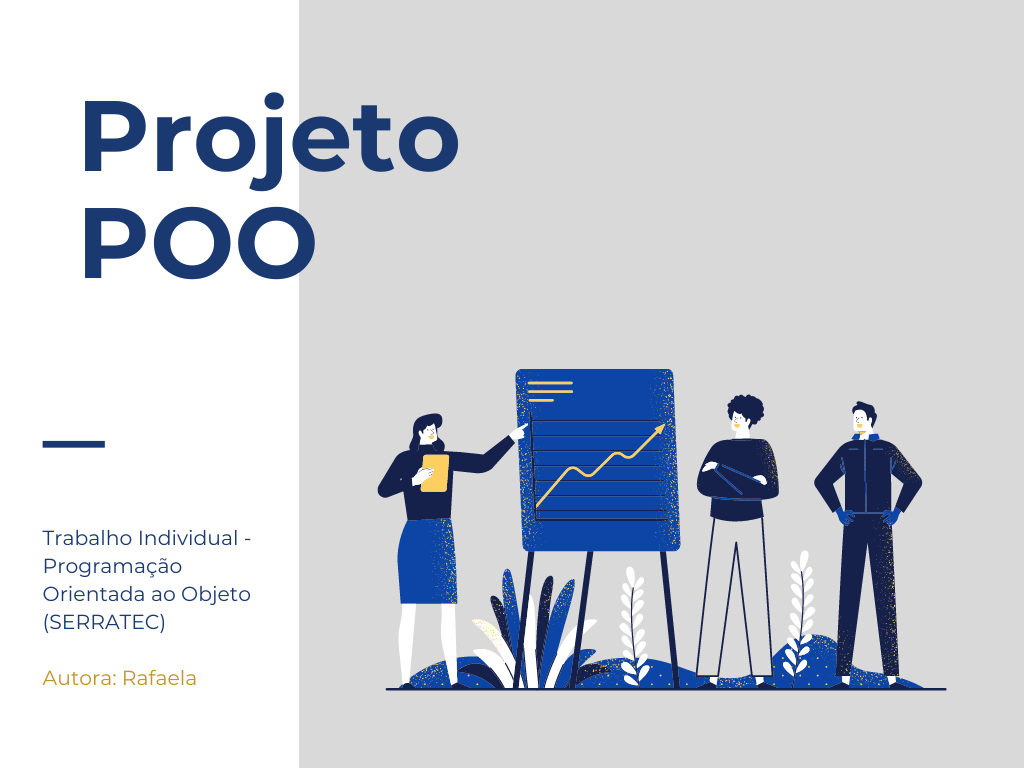 Projeto
POO
Trabalho Individual -
Programação
Orientada ao Objeto
(SERRATEC)
Autora: Rafaela